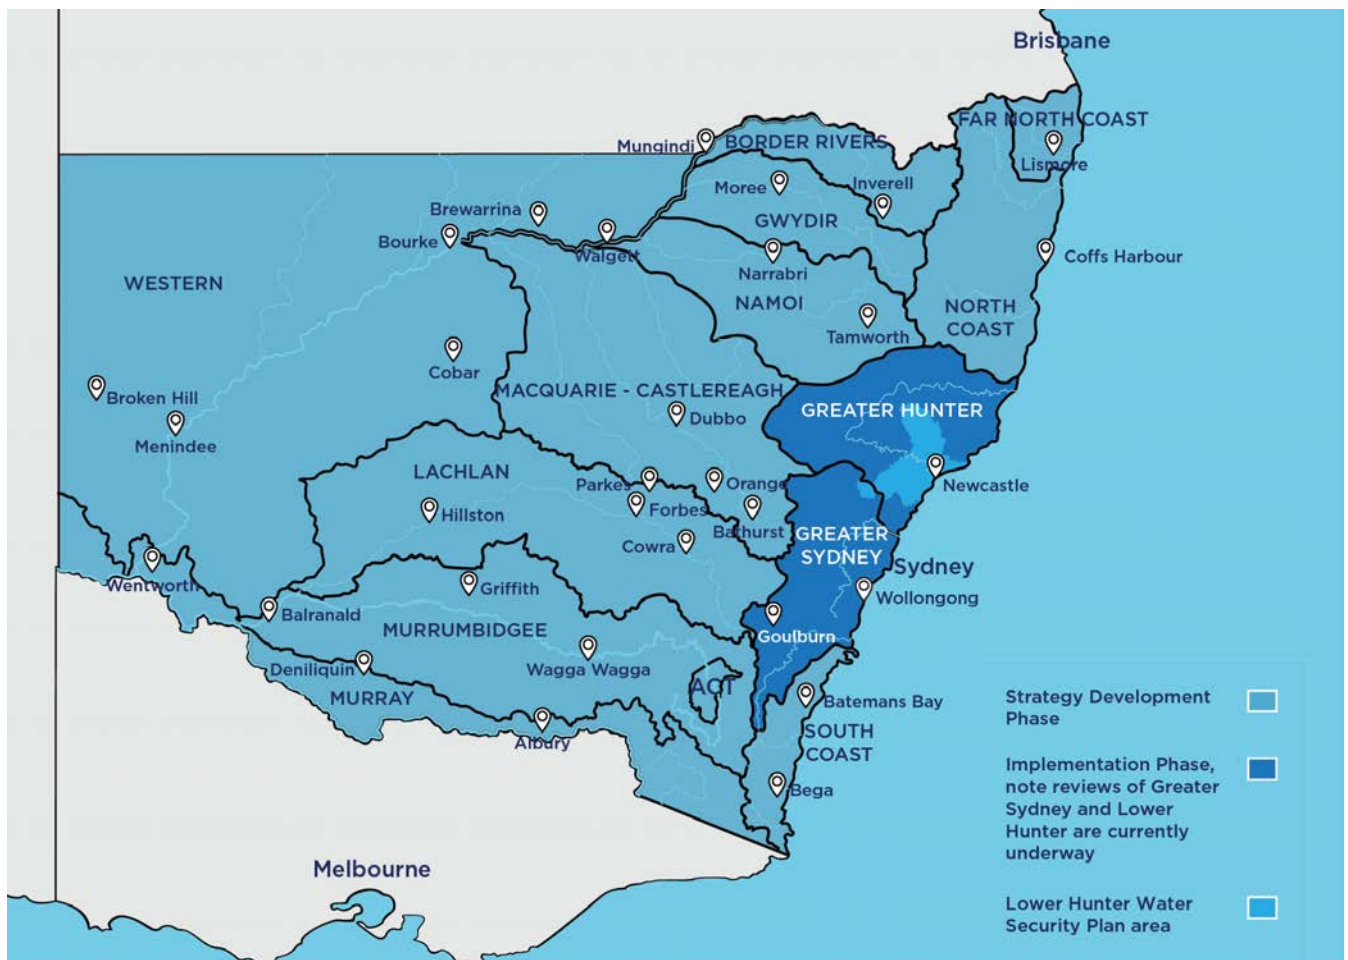 Brisbane
FAR NORTH COAST
Lismore
Mungindi
BORDER RIVERS
Moree
Inverell
Brewarrina
GWYDIR
Bourke
Walgett
Coffs Harbour
Narrabri
WESTERN
NAMOI
NORTH
COAST
Tamworth
Cobar
Broken Hill
MACQUARIE - CASTLEREAGH
Menindee
Dubbo
GREATER HUNTER
LACHLAN
Parkes
Orange
Newcastle
Hillston
Forbes
Bathurst
GREATER
SYDNEY
Cowra
Sydney
Wentworth
Griffith
Wollongong
Balranald
MURRUMBIDGEE
Goulburn
Deniliquin
Wagga Wagga
MURRAY
ACT
Batemans Bay
Albury
SOUTH
COAST
Bega
Melbourne
Strategy Development
Phase
Implementation Phase,
note reviews of Greater
Sydney and Lower
Hunter are currently
underway
Lower Hunter Water
Security Plan area